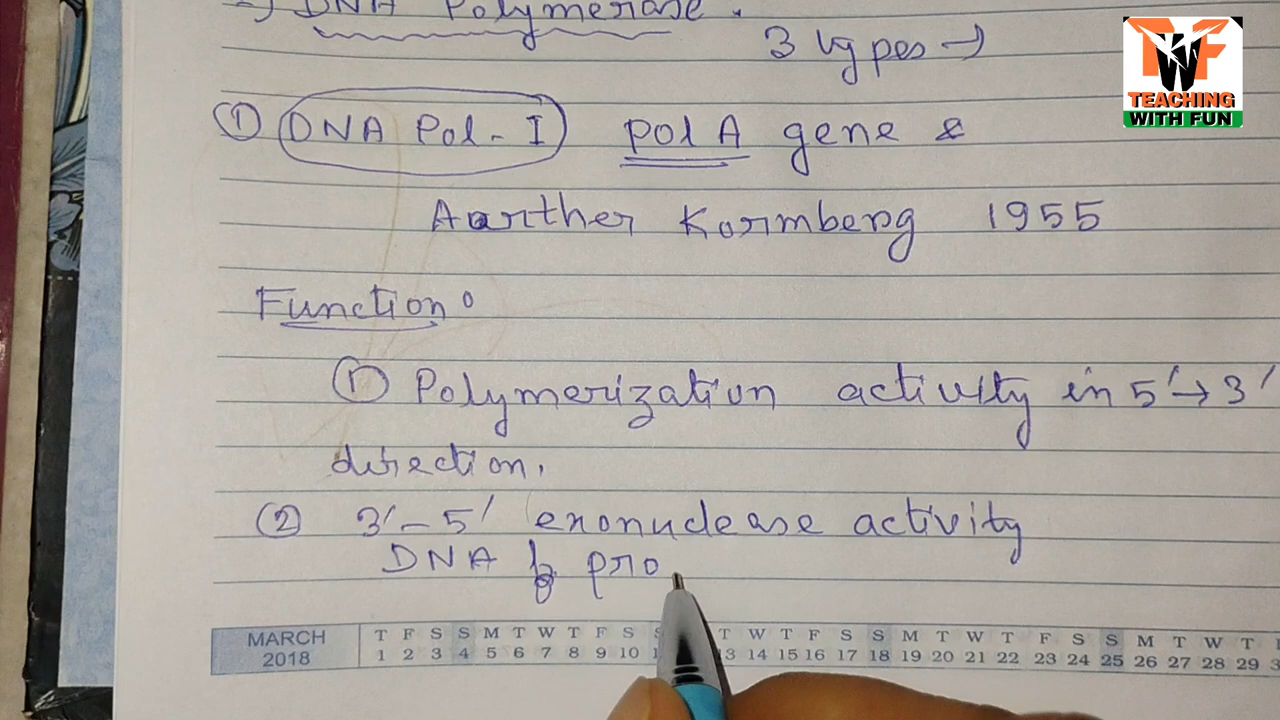 → DNA Polymerase.
3 types →
TEACHING
WITH FUN
① DNA Pol - I pol A gene &
Aarther Kormberg 1955
Function:
① Polymerization activity in 5' → 3'
direction.
② 3' - 5' exonuclease activity
DNA pro
MARCH
2018
T F S S M T W T F S S T W T F S S M T W T F S S M T W T
1 2 3 4 5 6 7 8 9 10 13 14 15 16 17 18 19 20 21 22 23 24 25 26 27 28 29